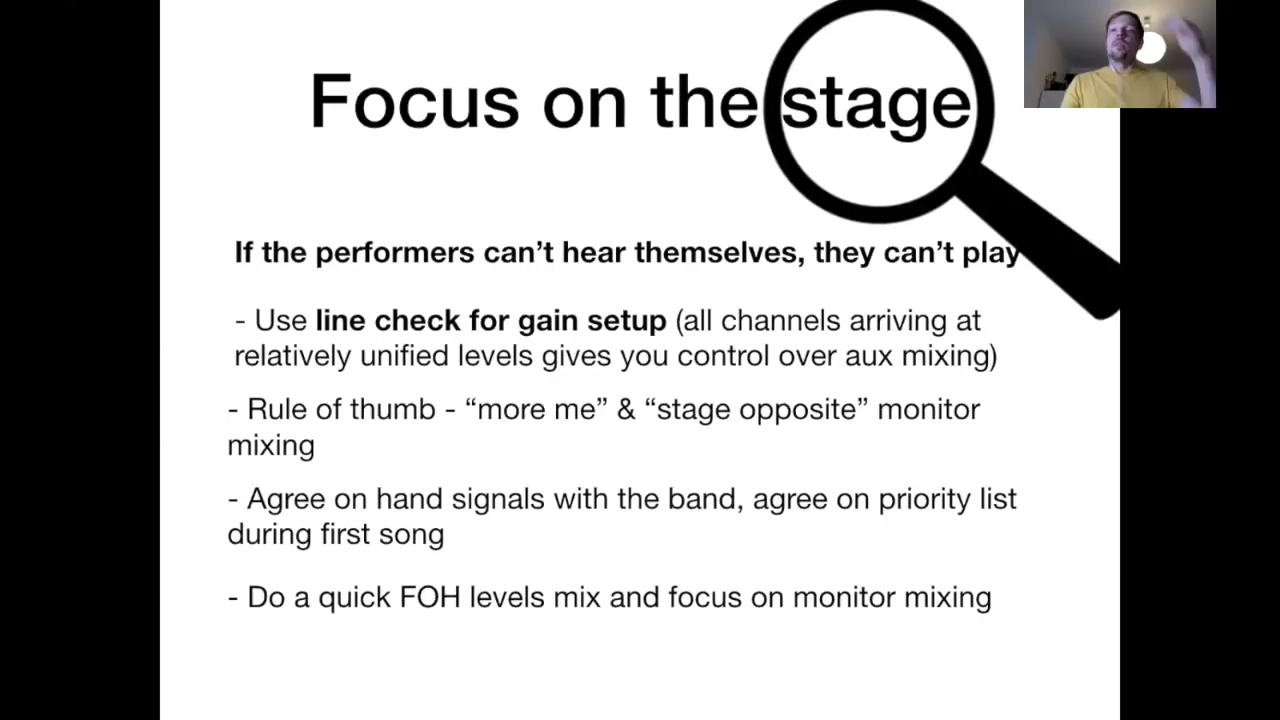 Focus on the stage
If the performers can’t hear themselves, they can’t play
- Use line check for gain setup (all channels arriving at
relatively unified levels gives you control over aux mixing)
- Rule of thumb - “more me” & “stage opposite” monitor
mixing
- Agree on hand signals with the band, agree on priority list
during first song
- Do a quick FOH levels mix and focus on monitor mixing